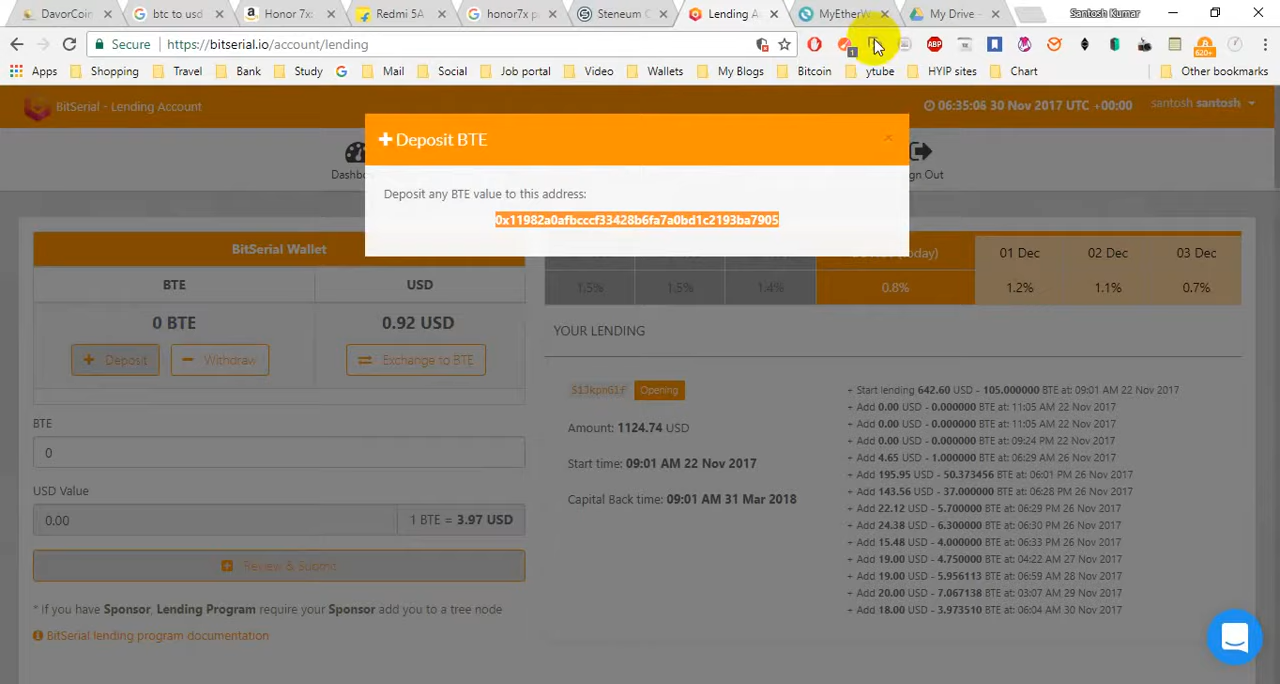 DavorCoin
btc to usd
Honor 7x:
Redmi 5A
honor7x p
Steneum C
Lending A
MyEtherW
My Drive -
Santosh Kumar
Secure
https://bitserial.io/account/lending
ABP
1
620+
Apps
Shopping
Travel
Bank
Study
Mail
Social
Job portal
Video
Wallets
My Blogs
Bitcoin
ytube
HYIP sites
Chart
Other bookmarks
BitSerial - Lending Account
06:35:06 30 Nov 2017 UTC +00:00
santosh santosh
Dashbo
gn Out
Deposit BTE
×
Deposit any BTE value to this address:
0x11982a0afbcccf33428b6fa7a0bd1c2193ba7905
BitSerial Wallet
BTE
USD
0 BTE
0.92 USD
Deposit
Withdraw
Exchange to BTE
BTE
0
USD Value
0.00
1 BTE = 3.97 USD
Review & Submit
* If you have Sponsor, Lending Program require your Sponsor add you to a tree node
BitSerial lending program documentation
oday)
01 Dec
02 Dec
03 Dec
1.5%
1.5%
1.4%
0.8%
1.2%
1.1%
0.7%
YOUR LENDING
Opening
Amount: 1124.74 USD
Start time: 09:01 AM 22 Nov 2017
Capital Back time: 09:01 AM 31 Mar 2018
+ Start lending 642.60 USD - 105.000000 BTE at: 09:01 AM 22 Nov 2017
+ Add 0.00 USD - 0.000000 BTE at: 11:05 AM 22 Nov 2017
+ Add 0.00 USD - 0.000000 BTE at: 11:05 AM 22 Nov 2017
+ Add 0.00 USD - 0.000000 BTE at: 09:24 PM 22 Nov 2017
+ Add 4.65 USD - 1.000000 BTE at: 06:29 AM 26 Nov 2017
+ Add 195.95 USD - 50.373456 BTE at: 06:01 PM 26 Nov 2017
+ Add 143.56 USD - 37.000000 BTE at: 06:28 PM 26 Nov 2017
+ Add 22.12 USD - 5.700000 BTE at: 06:29 PM 26 Nov 2017
+ Add 24.38 USD - 6.300000 BTE at: 06:30 PM 26 Nov 2017
+ Add 15.48 USD - 4.000000 BTE at: 06:33 PM 26 Nov 2017
+ Add 19.00 USD - 4.750000 BTE at: 04:22 AM 27 Nov 2017
+ Add 19.00 USD - 5.956113 BTE at: 06:59 AM 28 Nov 2017
+ Add 20.00 USD - 7.067138 BTE at: 03:07 AM 29 Nov 2017
+ Add 18.00 USD - 3.973510 BTE at: 06:04 AM 30 Nov 2017